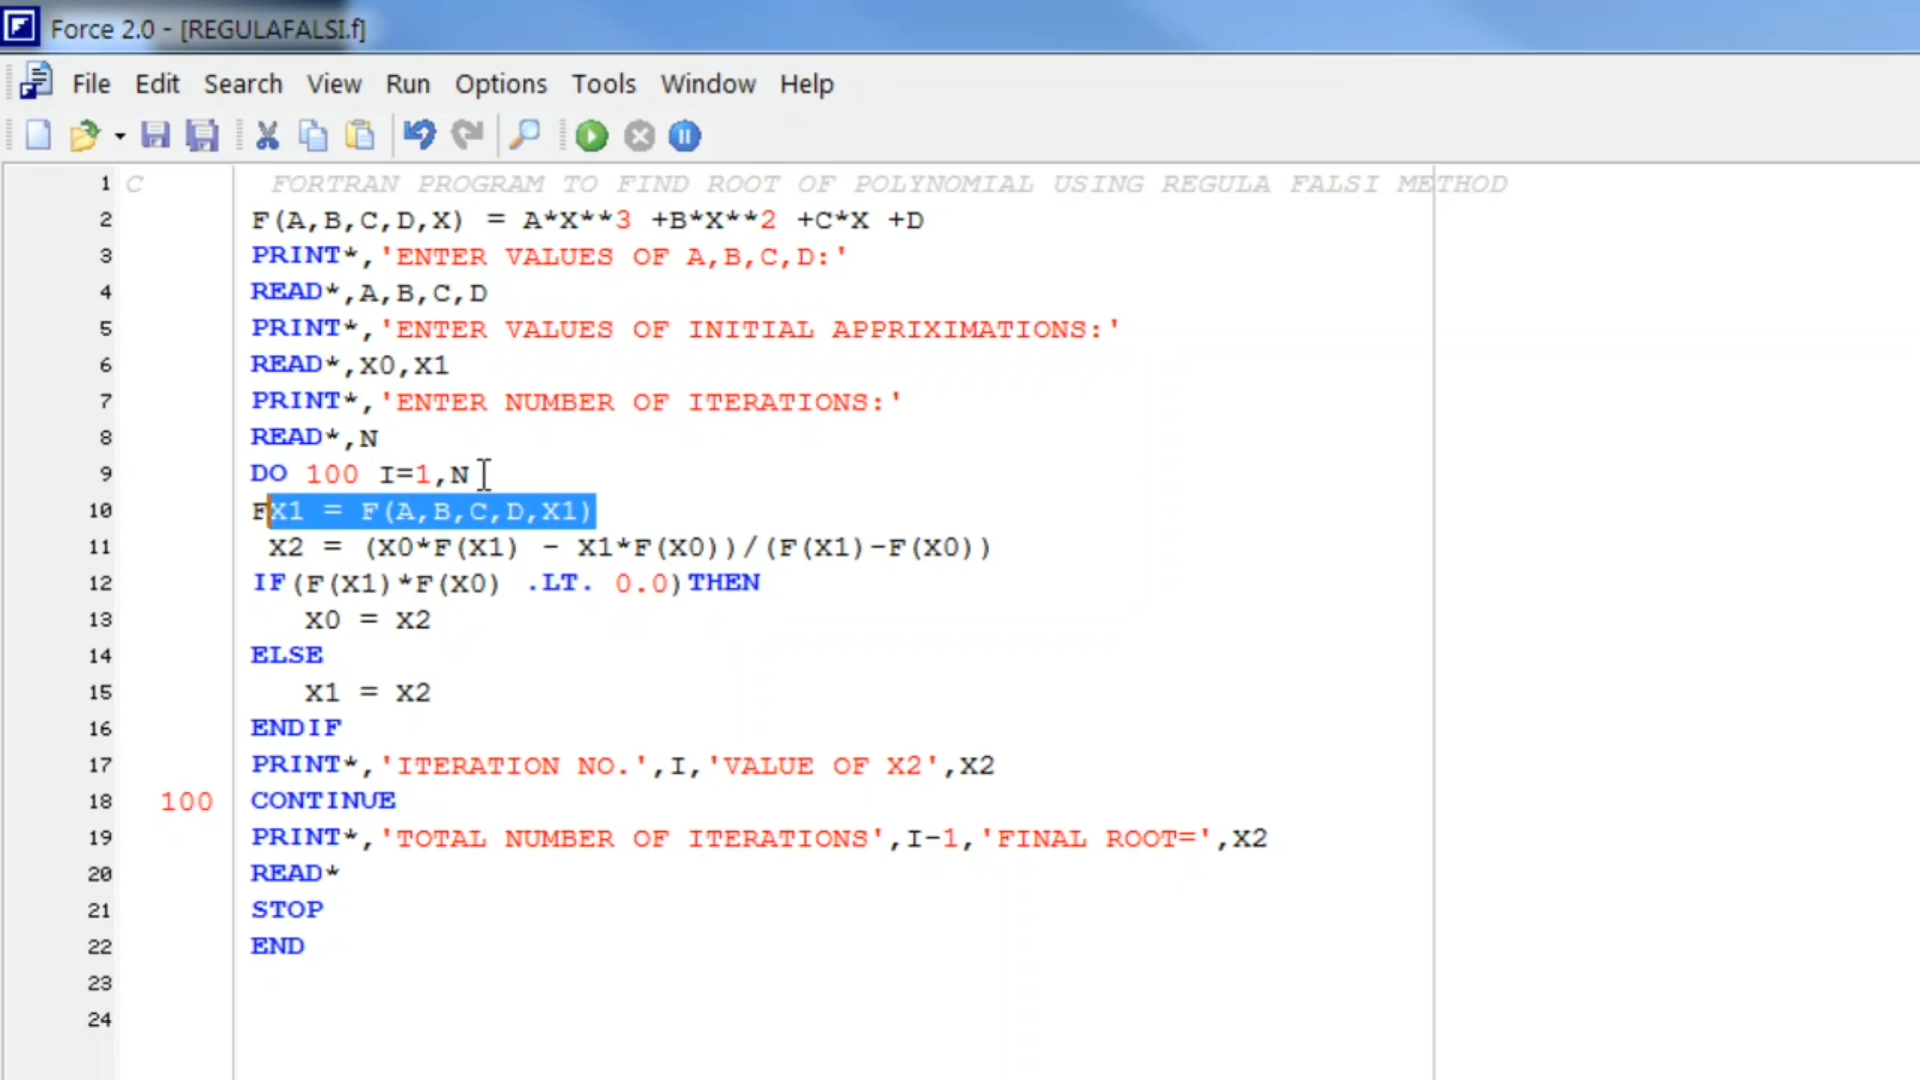 Force 2.0 - [REGULAFALSI.f]
File Edit Search View Run Options Tools Window Help
1 C FORTRAN PROGRAM TO FIND ROOT OF POLYNOMIAL USING REGULA FALSI METHOD
2 F(A,B,C,D,X) = A*X**3 +B*X**2 +C*X +D
3 PRINT*,'ENTER VALUES OF A,B,C,D:'
4 READ*,A,B,C,D
5 PRINT*,'ENTER VALUES OF INITIAL APPRIXIMATIONS:'
6 READ*,X0,X1
7 PRINT*,'ENTER NUMBER OF ITERATIONS:'
8 READ*,N
9 DO 100 I=1,N
10 FX1 = F(A,B,C,D,X1)
11 X2 = (X0*F(X1) - X1*F(X0))/(F(X1)-F(X0))
12 IF(F(X1)*F(X0) .LT. 0.0)THEN
13 X0 = X2
14 ELSE
15 X1 = X2
16 ENDIF
17 PRINT*,'ITERATION NO.',I,'VALUE OF X2',X2
18 100 CONTINUE
19 PRINT*,'TOTAL NUMBER OF ITERATIONS',I-1,'FINAL ROOT=',X2
20 READ*
21 STOP
22 END
23
24